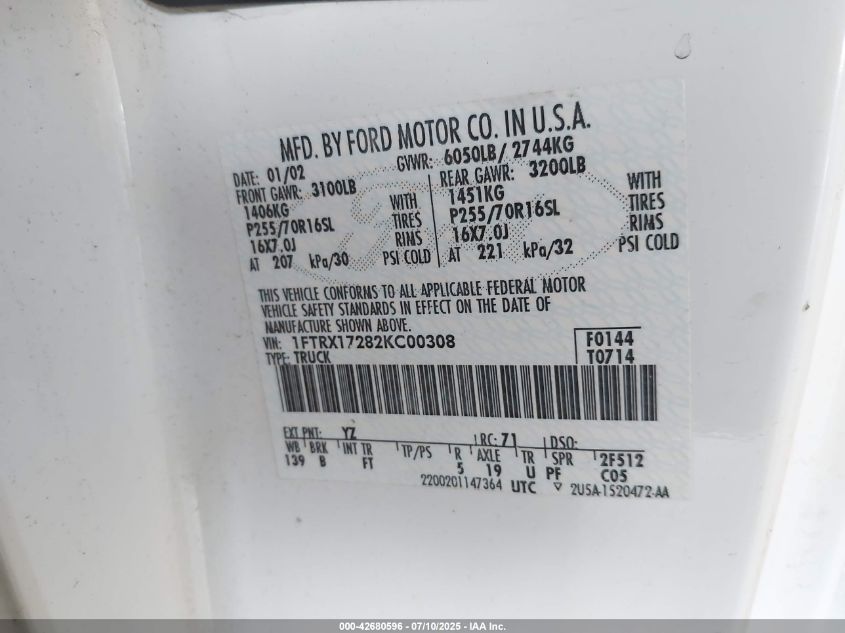 MFD. BY FORD MOTOR CO. IN U.S.A.
DATE: 01/02 GVWR: 6050LB/ 2744KG
FRONT GAWR: 3100LB REAR GAWR: 3200LB
1406KG WITH 1451KG WITH
P255/70R16SL TIRES P255/70R16SL TIRES
16X7.0J RIMS 16X7.0J RIMS
AT 207 kPa/30 PSI COLD AT 221 kPa/32 PSI COLD
THIS VEHICLE CONFORMS TO ALL APPLICABLE FEDERAL MOTOR
VEHICLE SAFETY STANDARDS IN EFFECT ON THE DATE OF
MANUFACTURE SHOWN ABOVE.
VIN: 1FTRX17282KC00308 F0144
TYPE: TRUCK T0714
EXT PNT: YZ RC: 71 DSO:
WB BRK INT TR TP/PS R AXLE TR SPR 2F512
139 B FT 5 19 U PF C05
2200201147364 UTC ▽ 2U5A-1520472-AA
000-42680596 - 07/10/2025 - IAA Inc.